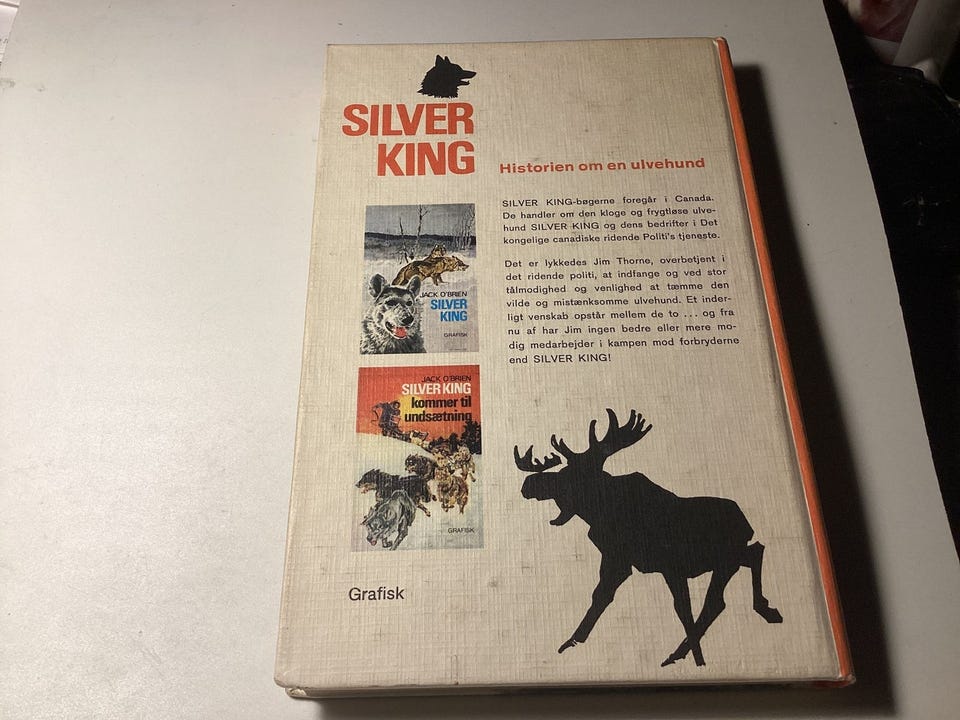 SILVER
KING
Historien om en ulvehund
SILVER KING-bøgerne foregår i Canada.
De handler om den kloge og frygtløse ulve-
hund SILVER KING og dens bedrifter i Det
kongelige canadiske ridende Politi's tjeneste.
Det er lykkedes Jim Thorne, overbetjent i
det ridende politi, at indfange og ved stor
tålmodighed og venlighed at tæmme den
vilde og mistænksomme ulvehund. Et inder-
ligt venskab opstår mellem de to ... og fra
nu af har Jim ingen bedre eller mere mo-
dig medarbejder i kampen mod forbryderne
end SILVER KING!
JACK O'BRIEN
SILVER
KING
GRAFISK
JACK O'BRIEN
SILVER KING
kommer til
undsætning
GRAFISK
Grafisk